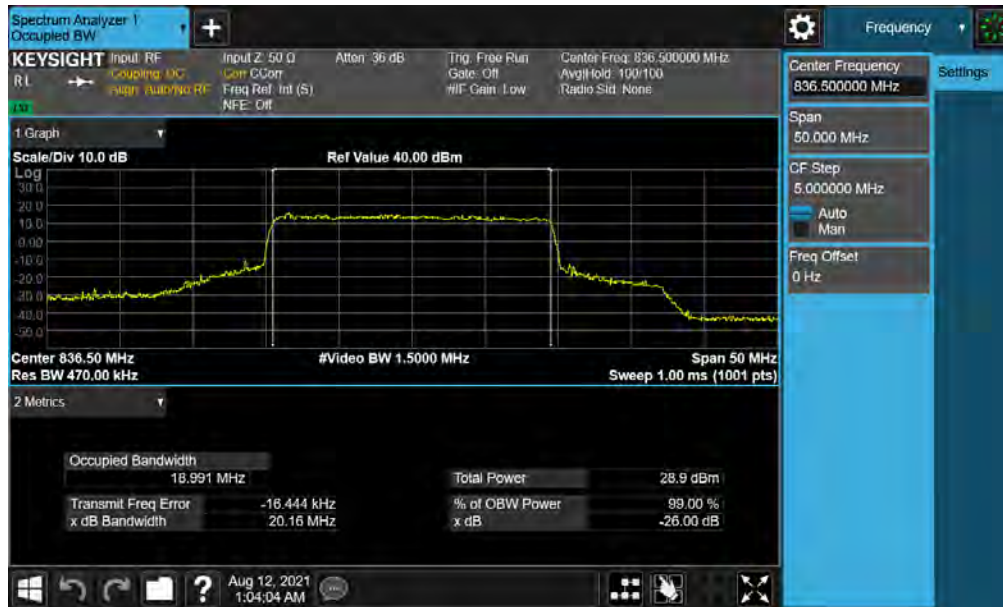 Spectrum Analyzer 1
Occupied BW
+
Frequency
KEYSIGHT Input: RF
Coupling: DC
Align: Auto/No RF
R L
Input Z: 50 Ω
Corr CCorr
Freq Ref: Int (S)
NFE: Off
Atten: 36 dB
Trig: Free Run
Gate: Off
#IF Gain: Low
Center Freq: 836.500000 MHz
Avg|Hold: 100/100
Radio Std: None
1 Graph
Scale/Div 10.0 dB
Ref Value 40.00 dBm
Log
30.0
20.0
10.0
0.00
-10.0
-20.0
-30.0
-40.0
-50.0
Center 836.50 MHz
#Video BW 1.5000 MHz
Span 50 MHz
Res BW 470.00 kHz
Sweep 1.00 ms (1001 pts)
2 Metrics
Occupied Bandwidth
18.991 MHz
Total Power 28.9 dBm
Transmit Freq Error -16.444 kHz
% of OBW Power 99.00 %
x dB Bandwidth 20.16 MHz
x dB -26.00 dB
Aug 12, 2021
1:04:04 AM
?
Center Frequency
836.500000 MHz
Settings
Span
50.000 MHz
CF Step
5.000000 MHz
Auto
Man
Freq Offset
0 Hz